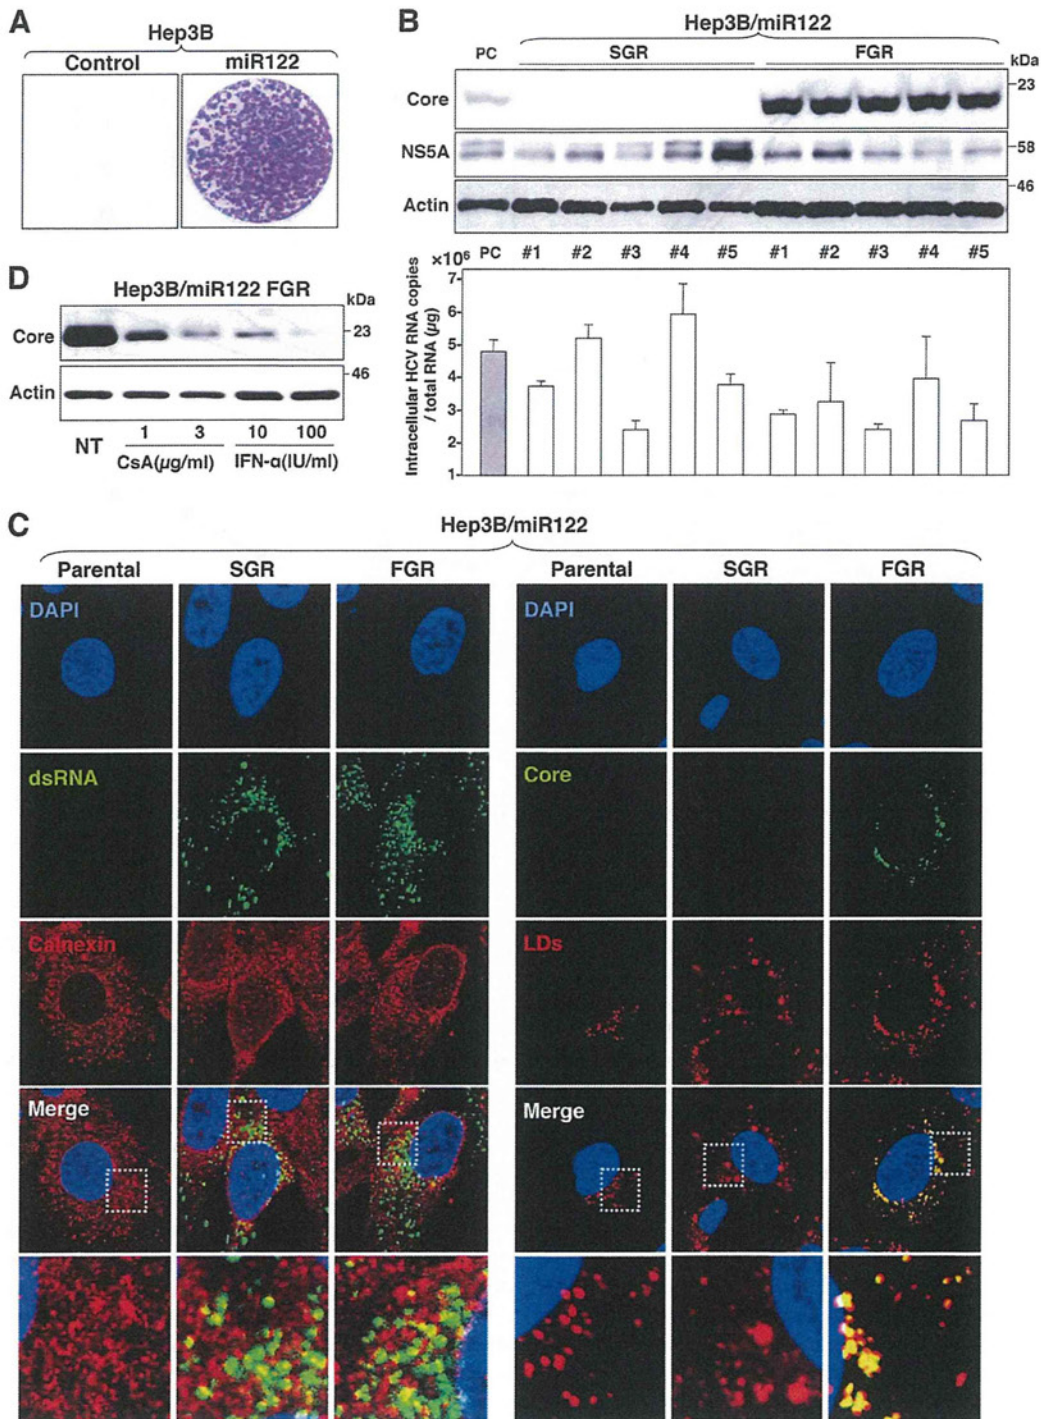 A
Hep3B
Control miR122
B
Hep3B/miR122
PC SGR FGR kDa
Core 23
NS5A 58
Actin 46
PC #1 #2 #3 #4 #5 #1 #2 #3 #4 #5
×10⁶
Intracellular HCV RNA copies
/ total RNA (µg)
7
6
5
4
3
2
1
D
Hep3B/miR122 FGR
kDa
Core 23
Actin 46
NT 1 3 10 100
CsA(µg/ml) IFN-α(IU/ml)
C
Hep3B/miR122
Parental SGR FGR Parental SGR FGR
DAPI DAPI
dsRNA Core
Calnexin LDs
Merge Merge